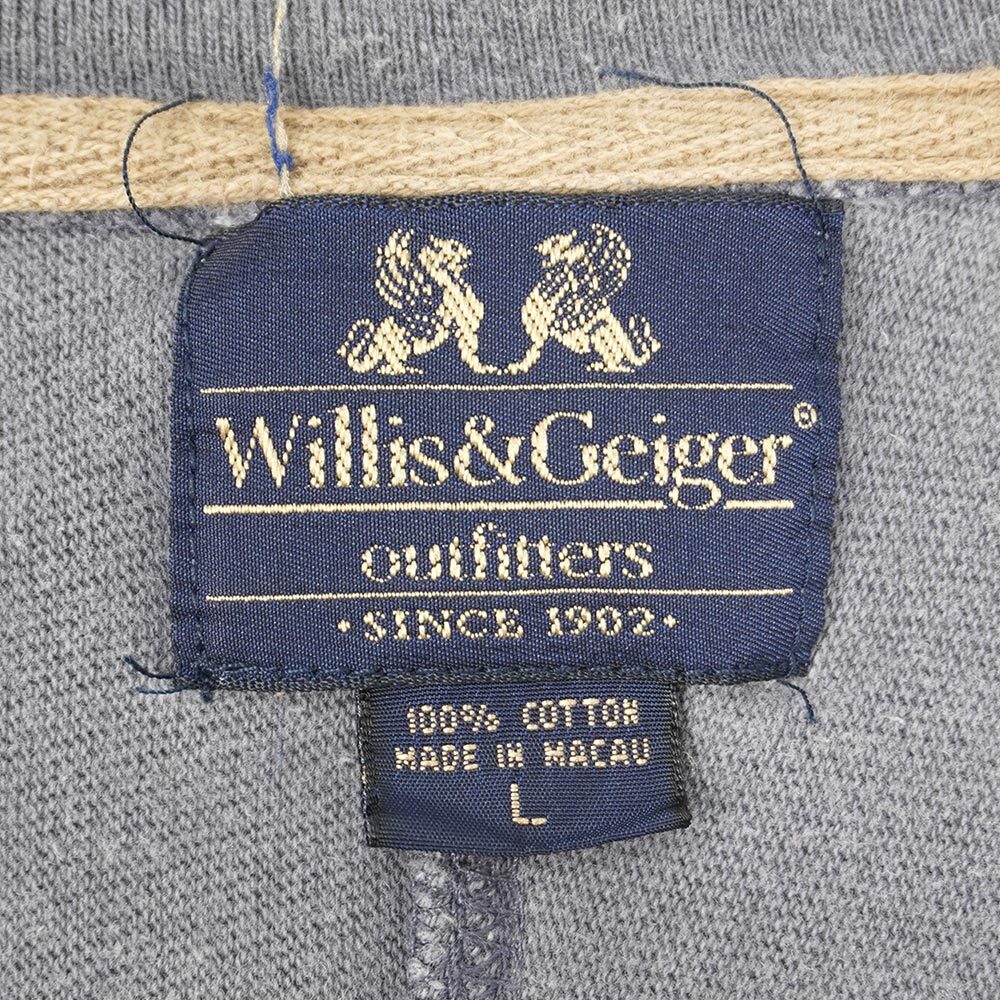 Willis&Geiger®
outfitters
·SINCE 1902·
100% COTTON
MADE IN MACAU
L